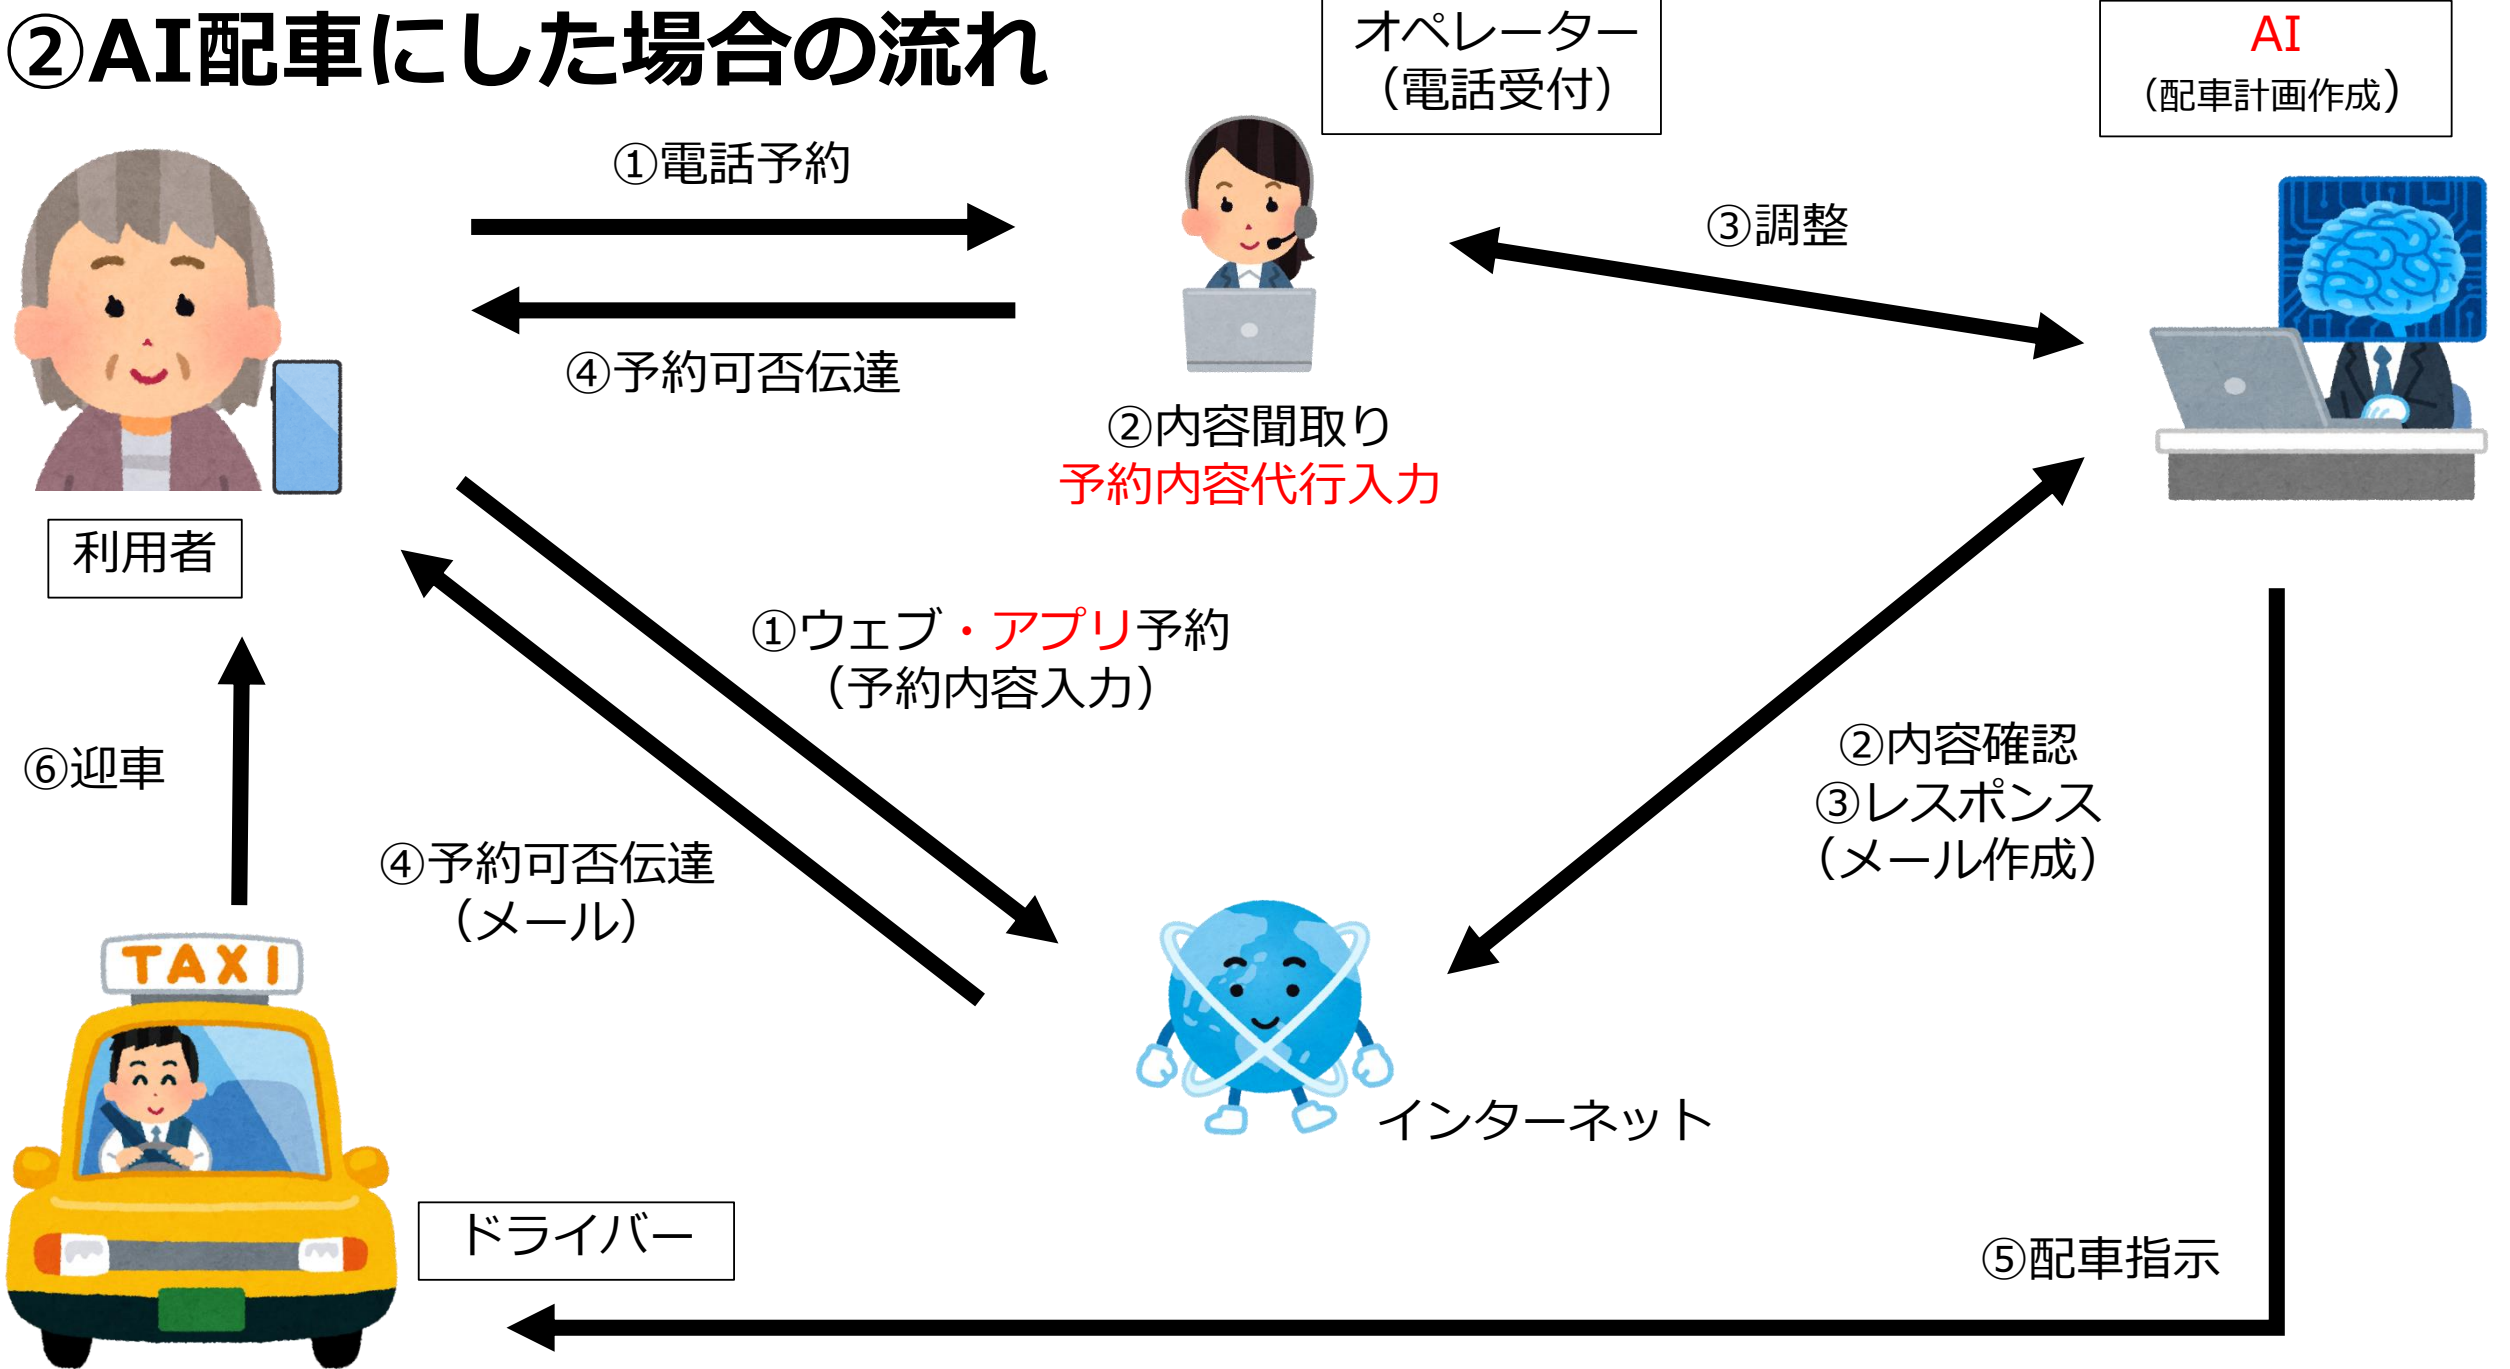 ②AI配車にした場合の流れ
オペレーター
（電話受付）
AI
（配車計画作成）
①電話予約
③調整
④予約可否伝達
②内容聞取り
予約内容代行入力
利用者
①ウェブ・アプリ予約
（予約内容入力）
⑥迎車
②内容確認
③レスポンス
（メール作成）
④予約可否伝達
（メール）
TAXI
インターネット
ドライバー
⑤配車指示